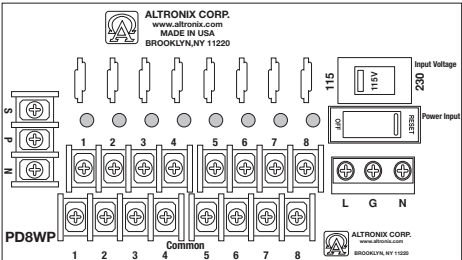 ALTRONIX CORP.
www.altronix.com
MADE IN USA
BROOKLYN,NY 11220
Input Voltage
115
115V
230
Power Input
OFF
RESET
S
P
N
1 2 3 4 5 6 7 8
L G N
PD8WP
Common
1 2 3 4 5 6 7 8
ALTRONIX CORP.
www.altronix.com
BROOKLYN, NY 11220